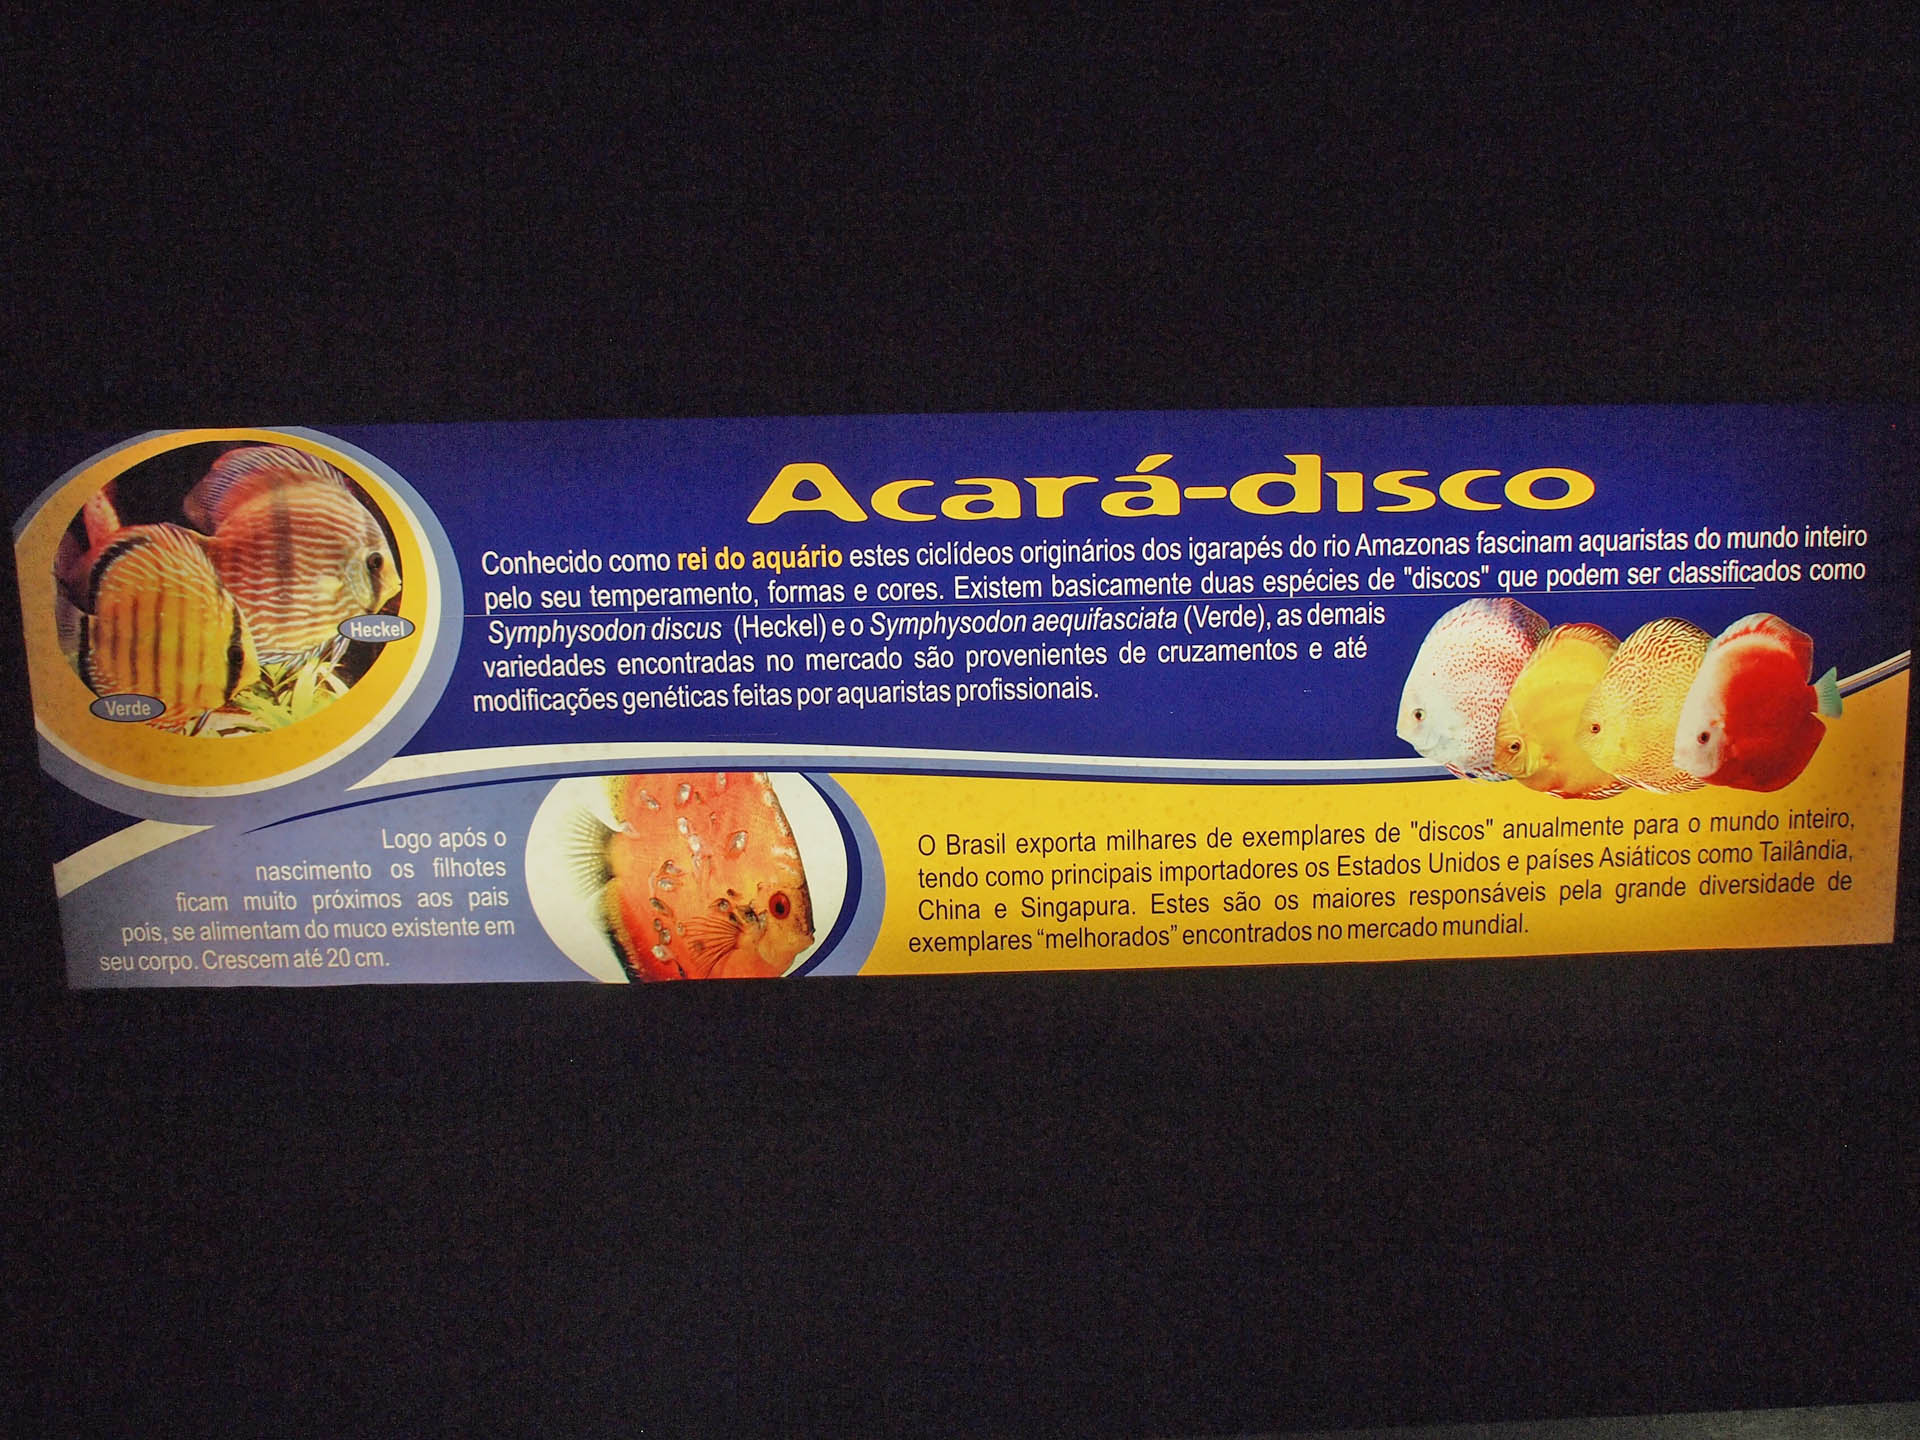 Acará-disco
Conhecido como rei do aquário estes ciclídeos originários dos igarapés do rio Amazonas fascinam aquaristas do mundo inteiro
pelo seu temperamento, formas e cores. Existem basicamente duas espécies de "discos" que podem ser classificados como
Symphysodon discus (Heckel) e o Symphysodon aequifasciata (Verde), as demais
variedades encontradas no mercado são provenientes de cruzamentos e até
modificações genéticas feitas por aquaristas profissionais.
Heckel
Verde
Logo após o
nascimento os filhotes
ficam muito próximos aos pais
pois, se alimentam do muco existente em
seu corpo. Crescem até 20 cm.
O Brasil exporta milhares de exemplares de "discos" anualmente para o mundo inteiro,
tendo como principais importadores os Estados Unidos e países Asiáticos como Tailândia,
China e Singapura. Estes são os maiores responsáveis pela grande diversidade de
exemplares “melhorados” encontrados no mercado mundial.